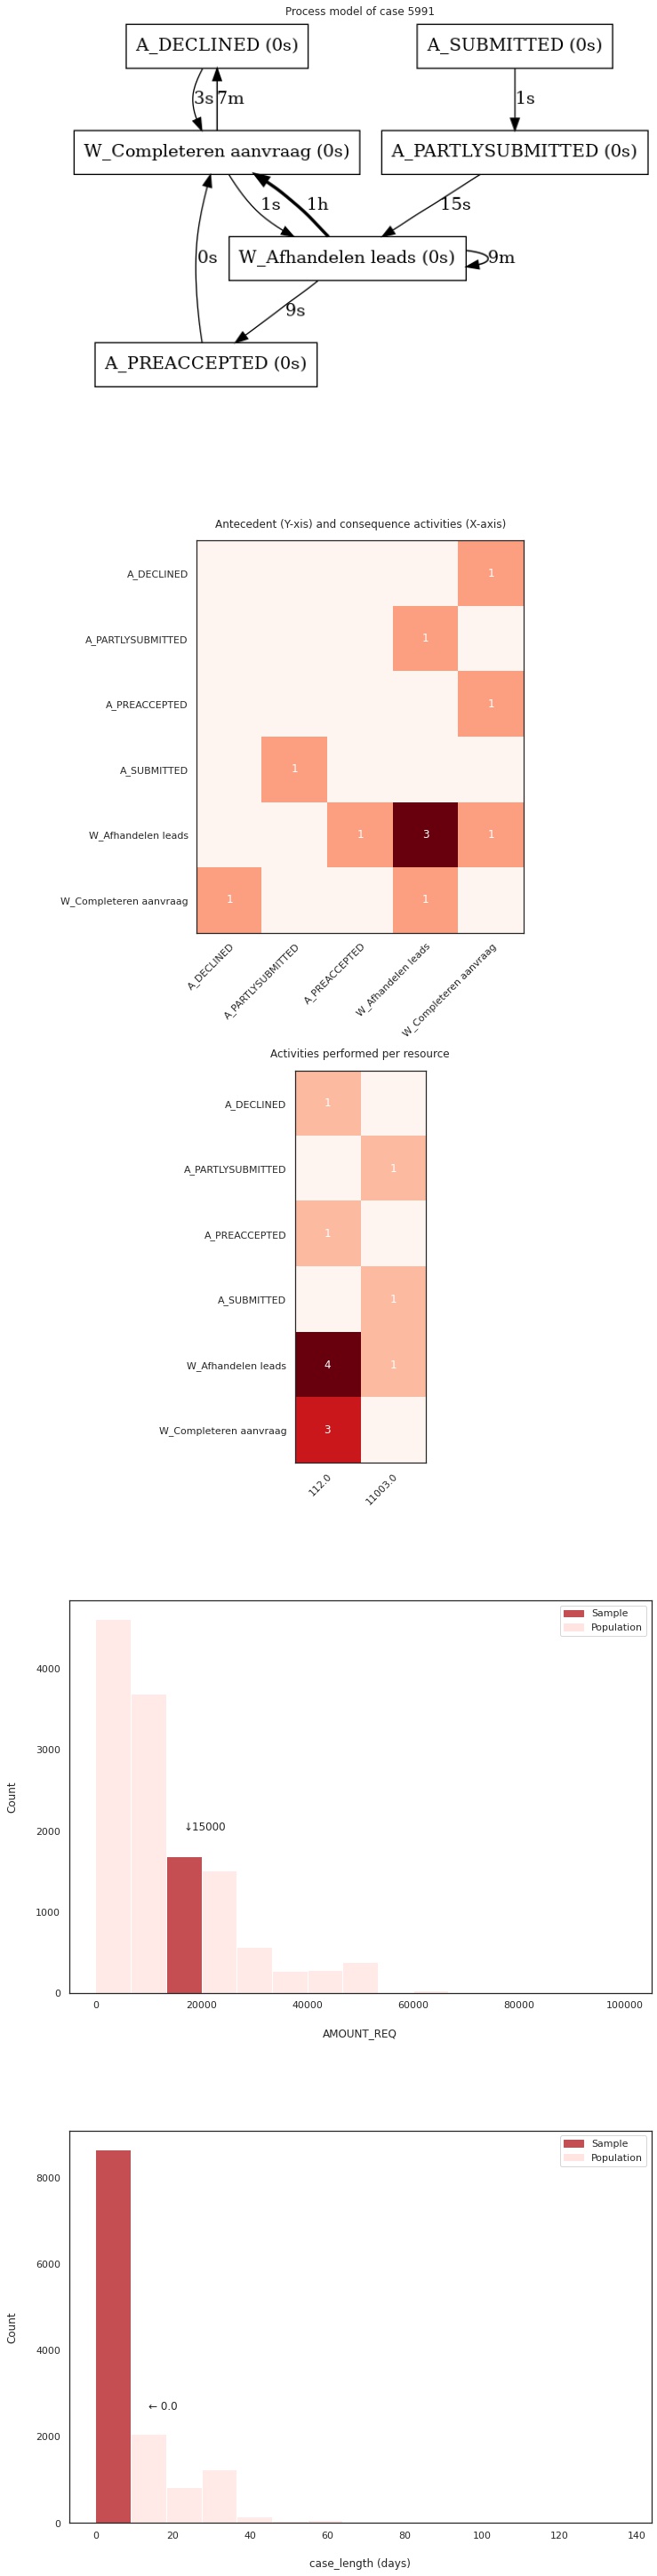 Process model of case 5991
A_DECLINED (0s)
A_SUBMITTED (0s)
3s
7m
1s
W_Completeren aanvraag (0s)
A_PARTLYSUBMITTED (0s)
1s
1h
15s
0s
W_Afhandelen leads (0s)
9m
9s
A_PREACCEPTED (0s)
Antecedent (Y-xis) and consequence activities (X-axis)
A_DECLINED
1
A_PARTLYSUBMITTED
1
A_PREACCEPTED
1
A_SUBMITTED
1
W_Afhandelen leads
1
3
1
W_Completeren aanvraag
1
1
A_DECLINED
A_PARTLYSUBMITTED
A_PREACCEPTED
W_Afhandelen leads
W_Completeren aanvraag
Activities performed per resource
A_DECLINED
1
A_PARTLYSUBMITTED
1
A_PREACCEPTED
1
A_SUBMITTED
1
W_Afhandelen leads
4
1
W_Completeren aanvraag
3
112.0
11003.0
Sample
Population
4000
3000
2000
1000
0
Count
↓15000
0
20000
40000
60000
80000
100000
AMOUNT_REQ
Sample
Population
8000
6000
4000
2000
0
Count
← 0.0
0
20
40
60
80
100
120
140
case_length (days)